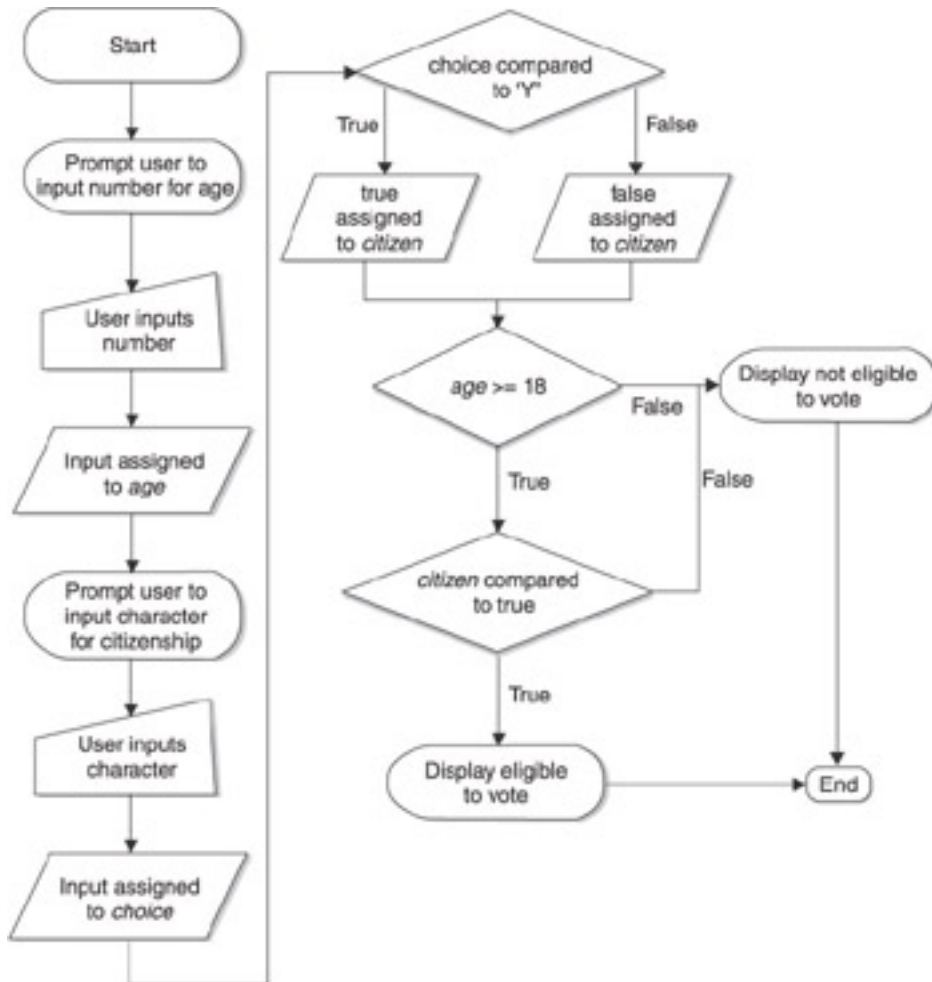 Start
Prompt user to
input number for age
User inputs
number
Input assigned
to age
Prompt user to
input character
for citizenship
User inputs
character
Input assigned
to choice
choice compared
to 'Y'
True
False
true
assigned
to citizen
false
assigned
to citizen
age >= 18
False
Display not eligible
to vote
True
False
citizen compared
to true
True
Display eligible
to vote
End